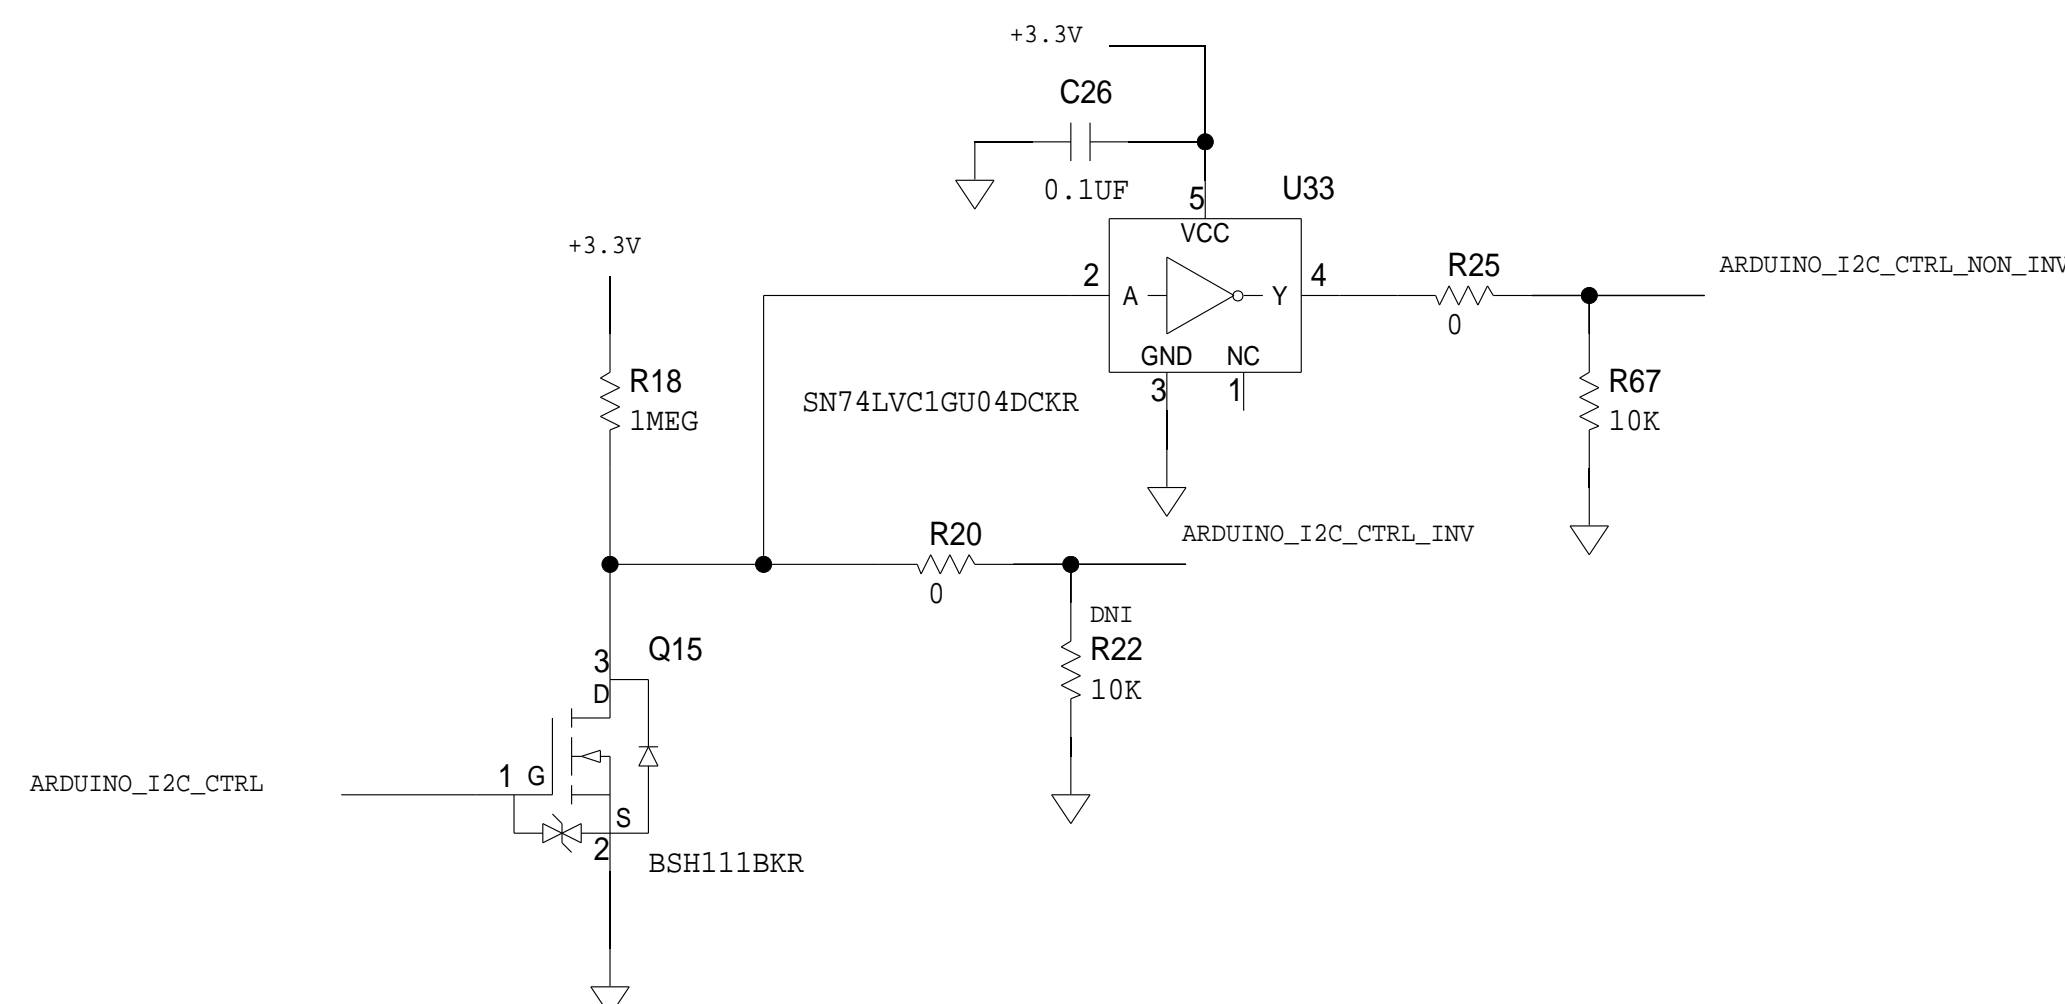 +3.3V
C26
0.1UF
5
U33
VCC
+3.3V
2
A
Y
4
R25
0
ARDUINO_I2C_CTRL_NON_INV
GND
NC
3
1
R18
1MEG
SN74LVC1GU04DCKR
R67
10K
R20
0
ARDUINO_I2C_CTRL_INV
DNI
R22
10K
3
Q15
D
ARDUINO_I2C_CTRL
1
G
S
2
BSH111BKR